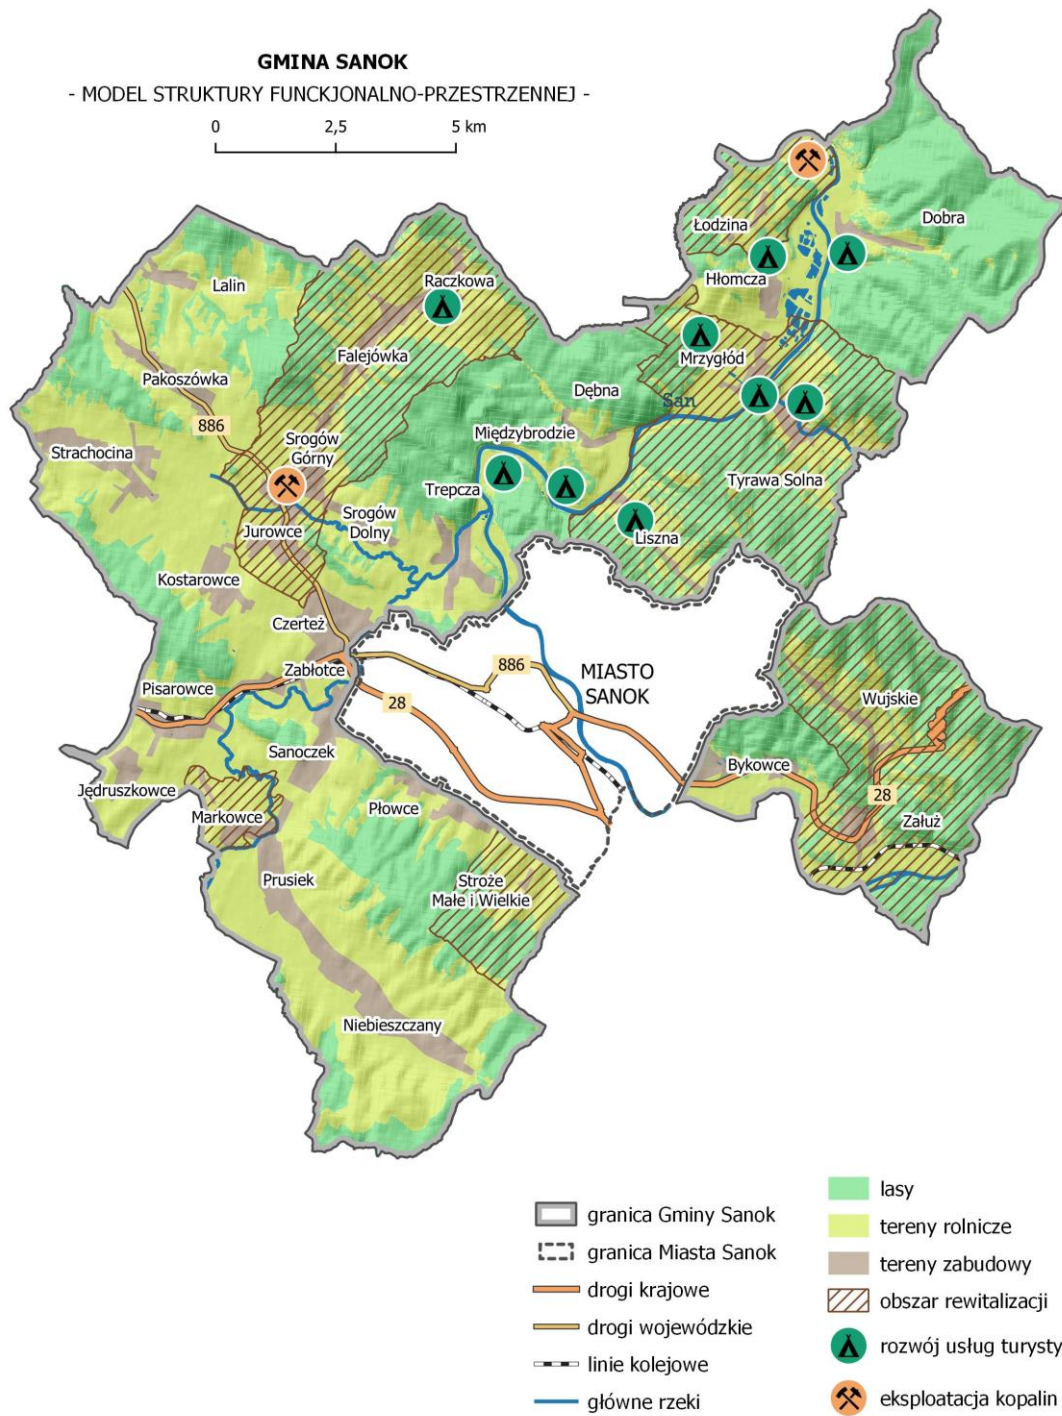 GMINA SANOK
- MODEL STRUKTURY FUNCKJONALNO-PRZESTRZENNEJ -
0 2,5 5 km
Łodzina
Dobra
Hłomcza
Lalin
Raczkowa
Falejówka
Mrzygłód
Pakoszówka
Dębna
San
886
Międzybrodzie
Strachocina
Srogów
Górny
Tyrawa Solna
Trepcza
Srogów
Dolny
Jurowce
Liszna
Kostarowce
Czerteż
Zabłotce
886
MIASTO
SANOK
Pisarowce
28
Wujskie
Sanoczek
Bykowce
Jędruszkowce
28
Markowce
Płowce
Załuż
Prusiek
Stroże
Małe i Wielkie
Niebieszczany
granica Gminy Sanok
granica Miasta Sanok
drogi krajowe
drogi wojewódzkie
linie kolejowe
główne rzeki
lasy
tereny rolnicze
tereny zabudowy
obszar rewitalizacji
rozwój usług turysty
eksploatacja kopalin